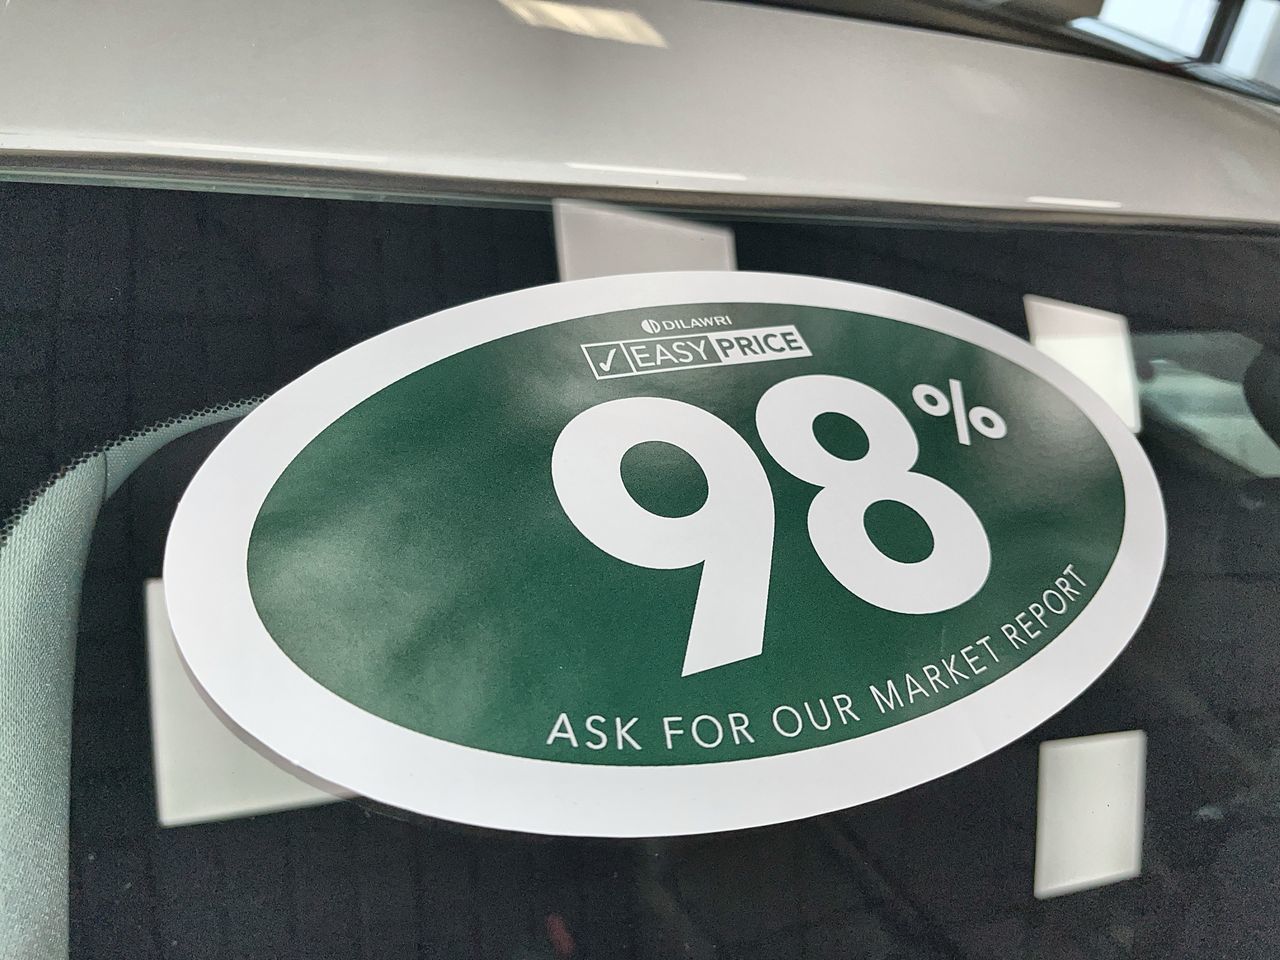 DILAWRI
EASY PRICE
98%
ASK FOR OUR MARKET REPORT